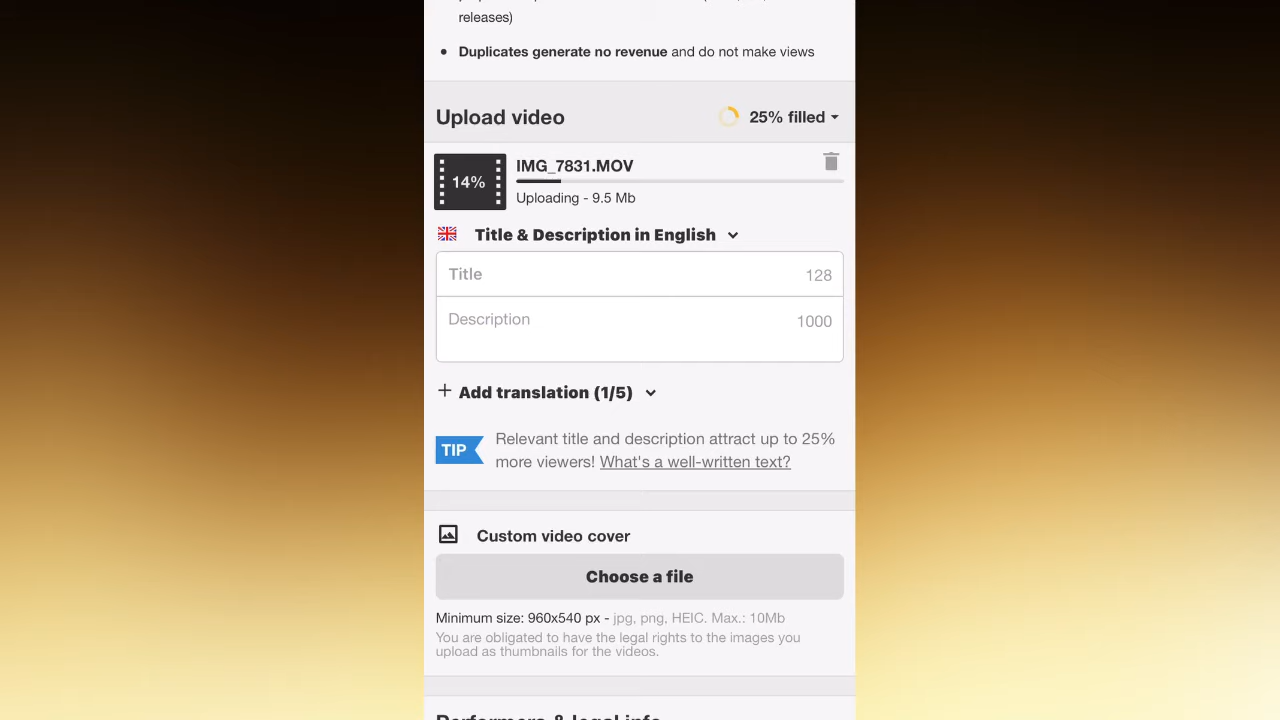 releases)
• Duplicates generate no revenue and do not make views
Upload video
25% filled
14%
IMG_7831.MOV
Uploading - 9.5 Mb
Title & Description in English
Title 128
Description 1000
+ Add translation (1/5)
TIP
Relevant title and description attract up to 25%
more viewers! What's a well-written text?
Custom video cover
Choose a file
Minimum size: 960x540 px - jpg, png, HEIC. Max.: 10Mb
You are obligated to have the legal rights to the images you
upload as thumbnails for the videos.
Performers & legal info